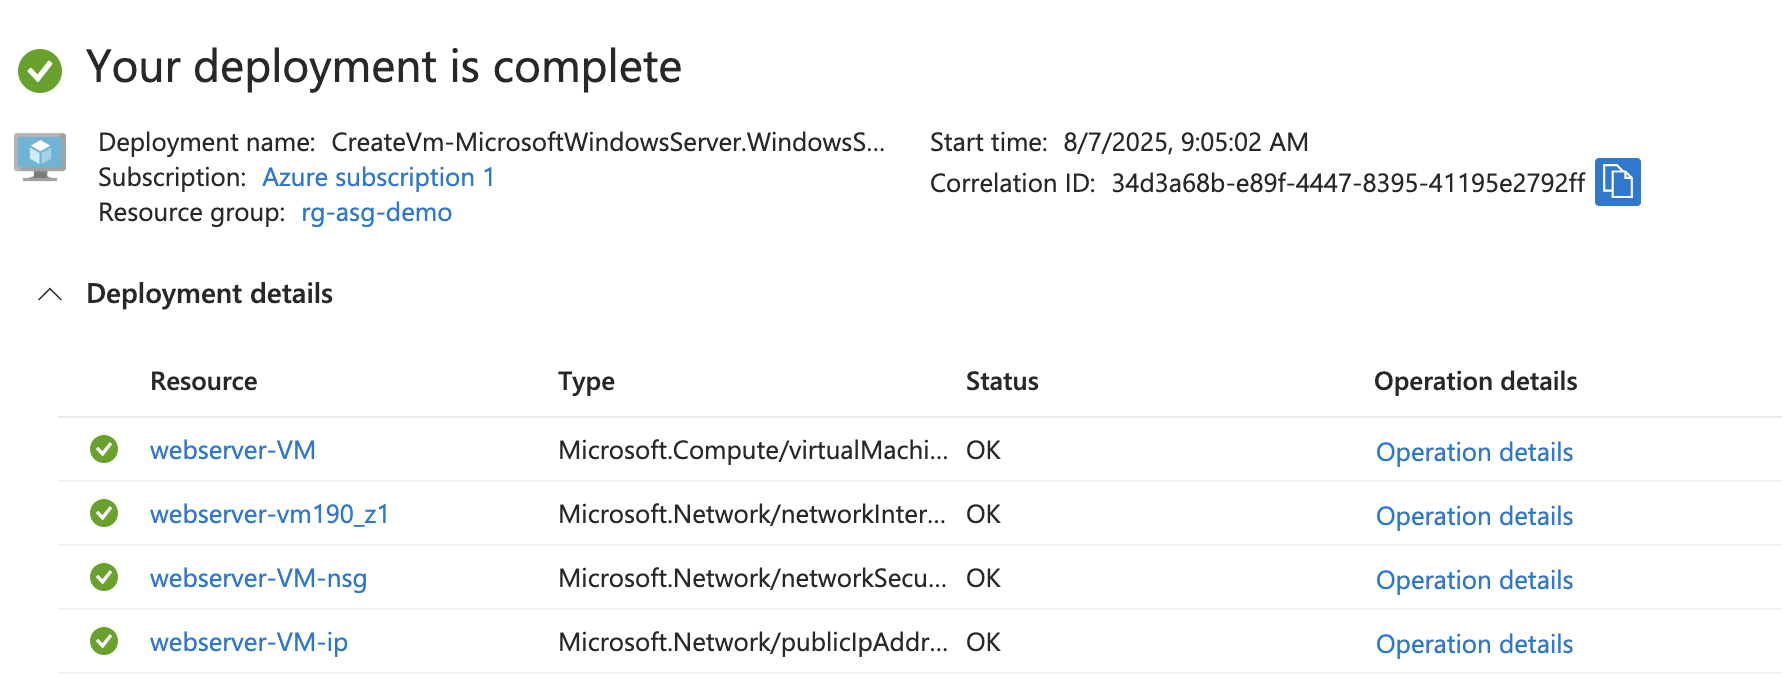 Your deployment is complete
Deployment name: CreateVm-MicrosoftWindowsServer.WindowsS...
Subscription: Azure subscription 1
Resource group: rg-asg-demo
Start time: 8/7/2025, 9:05:02 AM
Correlation ID: 34d3a68b-e89f-4447-8395-41195e2792ff
Deployment details
Resource Type Status Operation details
webserver-VM Microsoft.Compute/virtualMachi... OK Operation details
webserver-vm190_z1 Microsoft.Network/networkInter... OK Operation details
webserver-VM-nsg Microsoft.Network/networkSecu... OK Operation details
webserver-VM-ip Microsoft.Network/publicIpAddr... OK Operation details